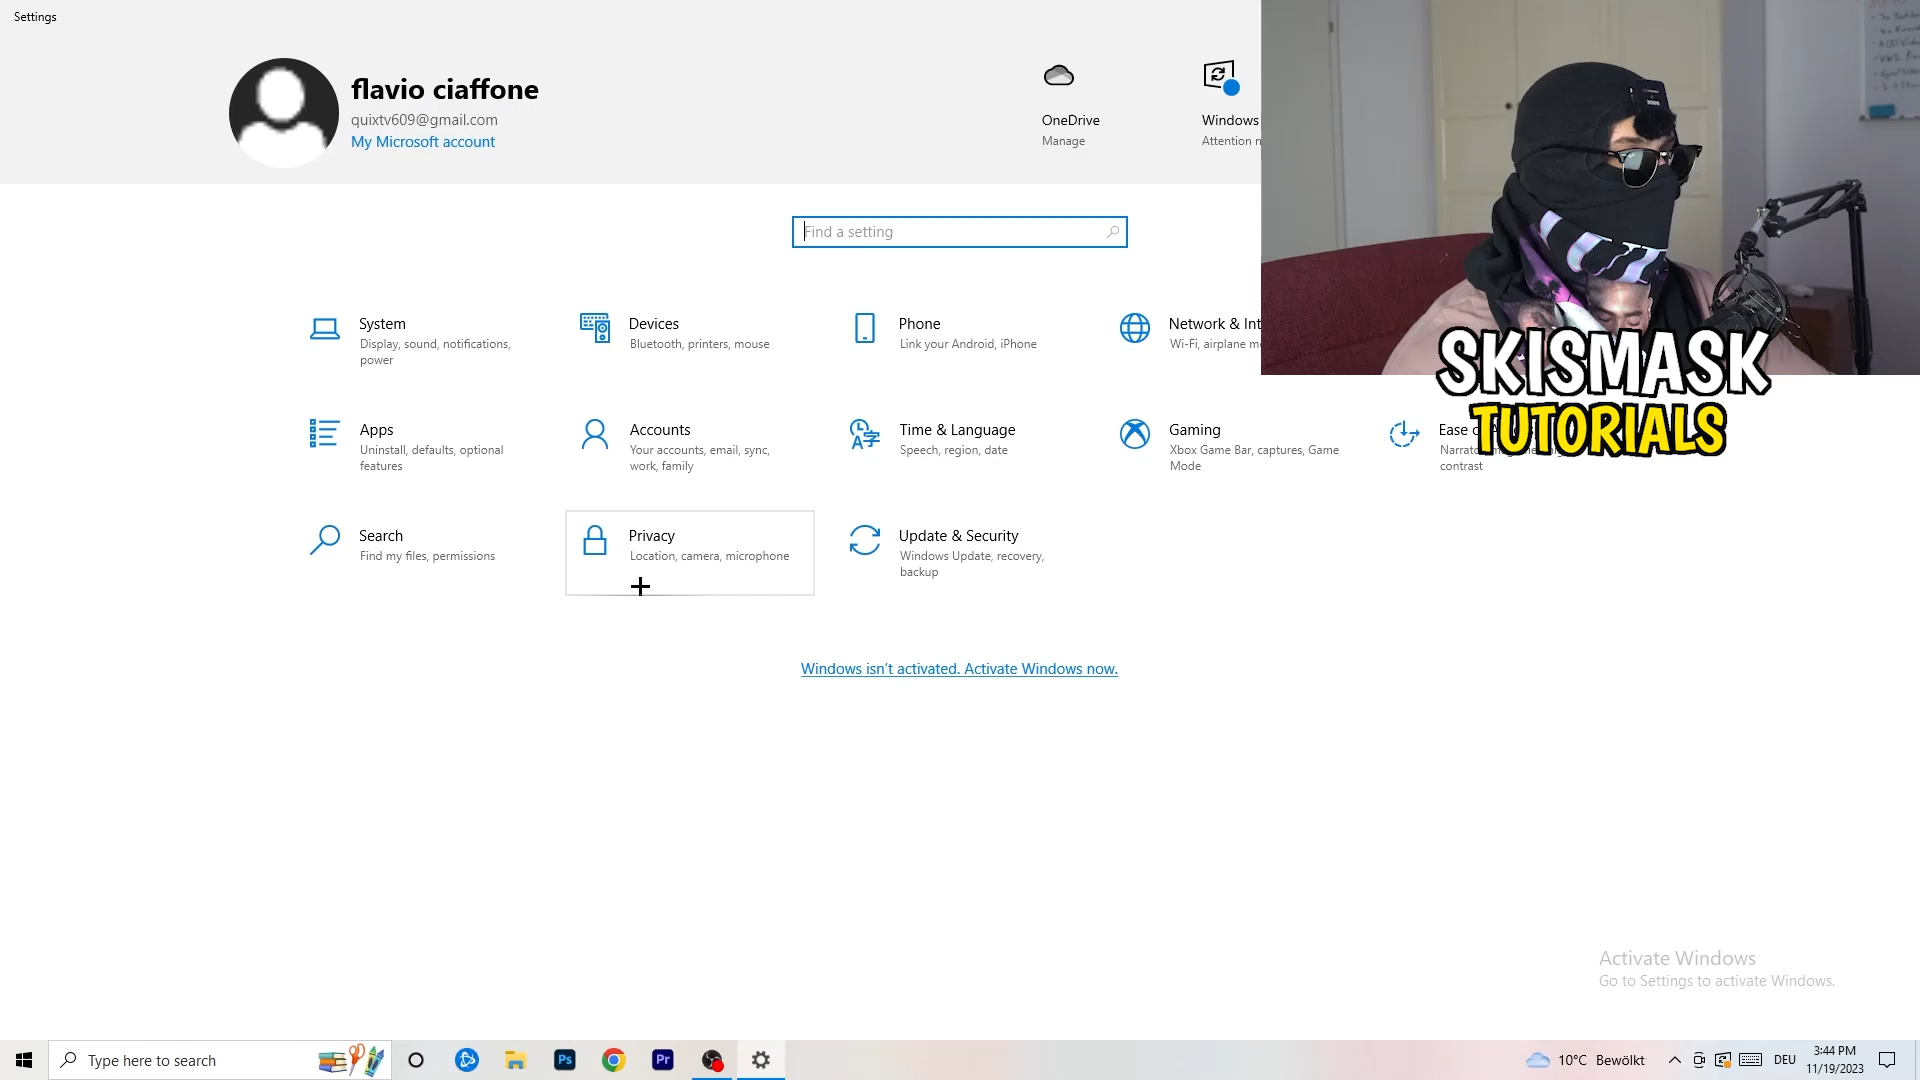 Settings
flavio ciaffone
quixtv609@gmail.com
My Microsoft account
OneDrive
Manage
Windows
Attention
Find a setting
System
Display, sound, notifications,
power
Devices
Bluetooth, printers, mouse
Phone
Link your Android, iPhone
Network & Int
Wi-Fi, airplane
SKISMASK
TUTORIALS
Apps
Uninstall, defaults, optional
features
Accounts
Your accounts, email, sync,
work, family
Time & Language
Speech, region, date
Gaming
Xbox Game Bar, captures, Game
Mode
Ease
contrast
Search
Find my files, permissions
Privacy
Location, camera, microphone
Update & Security
Windows Update, recovery,
backup
Windows isn't activated. Activate Windows now.
Activate Windows
Go to Settings to activate Windows.
Type here to search
Ps
Pr
10°C Bewölkt
DEU
3:44 PM
11/19/2023